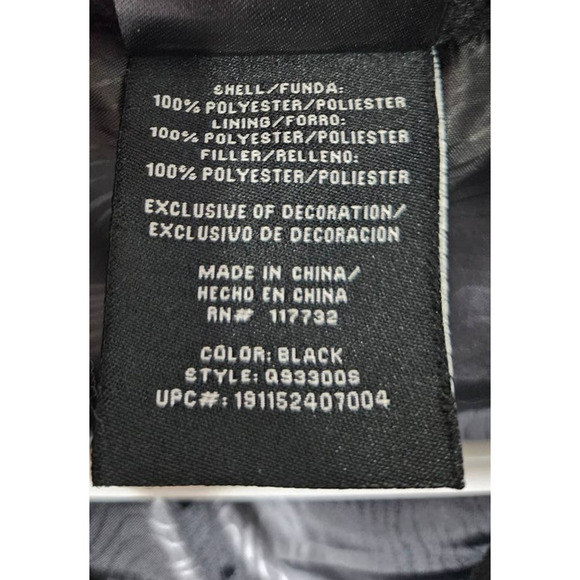 SHELL/FUNDA:
100% POLYESTER/POLIESTER
LINING/FORRO:
100% POLYESTER/POLIESTER
FILLER/RELLENO:
100% POLYESTER/POLIESTER
EXCLUSIVE OF DECORATION/
EXCLUSIVO DE DECORACION
MADE IN CHINA/
HECHO EN CHINA
RN# 117732
COLOR: BLACK
STYLE: QS3300S
UPC#: 191152407004